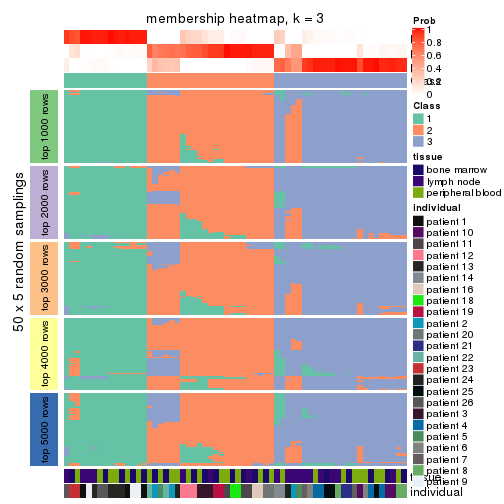 membership heatmap, k = 3
Prob
1
0.8
0.6
0.4
0.2
0
Class
1
2
3
tissue
bone marrow
lymph node
peripheral blood
individual
patient 1
patient 10
patient 11
patient 12
patient 13
patient 14
patient 16
patient 18
patient 19
patient 2
patient 20
patient 21
patient 22
patient 23
patient 24
patient 25
patient 26
patient 3
patient 4
patient 5
patient 6
patient 7
patient 8
patient 9
50 x 5 random samplings
top 1000 rows
top 2000 rows
top 3000 rows
top 4000 rows
top 5000 rows
individual